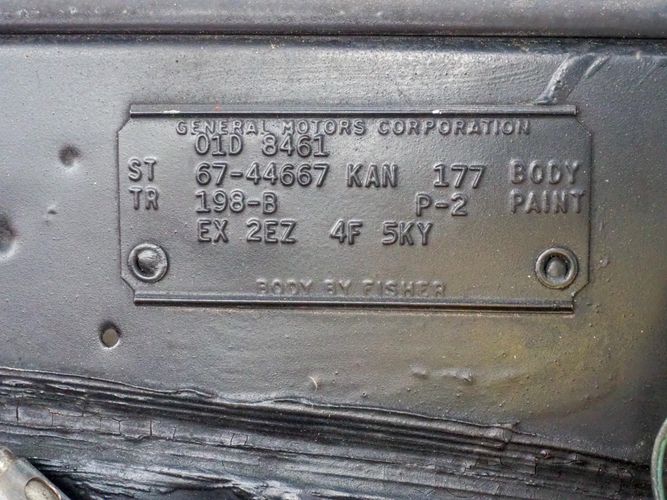 GENERAL MOTORS CORPORATION
01D 8461
ST 67-44667 KAN 177 BODY
TR 198-B P-2 PAINT
EX 2EZ 4F 5KY
BODY BY FISHER